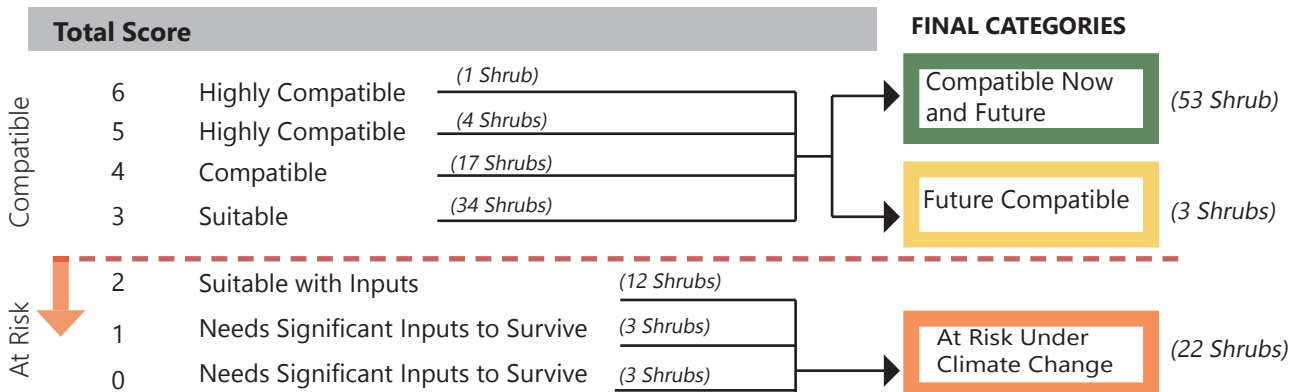 Total Score
FINAL CATEGORIES
Compatible
6 Highly Compatible (1 Shrub)
5 Highly Compatible (4 Shrubs)
4 Compatible (17 Shrubs)
3 Suitable (34 Shrubs)
Compatible Now
and Future
(53 Shrub)
Future Compatible
(3 Shrubs)
At Risk
2 Suitable with Inputs (12 Shrubs)
1 Needs Significant Inputs to Survive (3 Shrubs)
0 Needs Significant Inputs to Survive (3 Shrubs)
At Risk Under
Climate Change
(22 Shrubs)